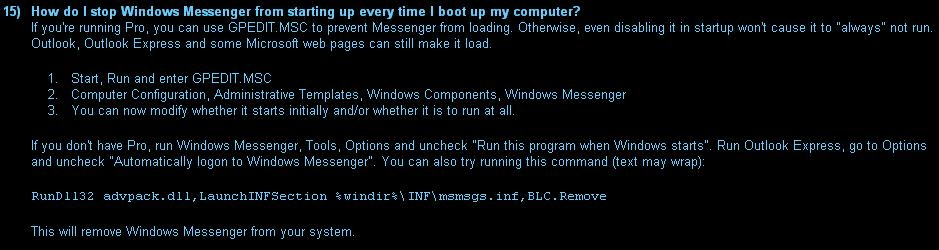 15) How do I stop Windows Messenger from starting up every time I boot up my computer?
If you're running Pro, you can use GPEDIT.MSC to prevent Messenger from loading. Otherwise, even disabling it in startup won't cause it to "always" not run.
Outlook, Outlook Express and some Microsoft web pages can still make it load.
1. Start, Run and enter GPEDIT.MSC
2. Computer Configuration, Administrative Templates, Windows Components, Windows Messenger
3. You can now modify whether it starts initially and/or whether it is to run at all.
If you don't have Pro, run Windows Messenger, Tools, Options and uncheck "Run this program when Windows starts". Run Outlook Express, go to Options
and uncheck "Automatically logon to Windows Messenger". You can also try running this command (text may wrap):
RunDll32 advpack.dll,LaunchINFSection %windir%\INF\msmsgs.inf,BLC.Remove
This will remove Windows Messenger from your system.